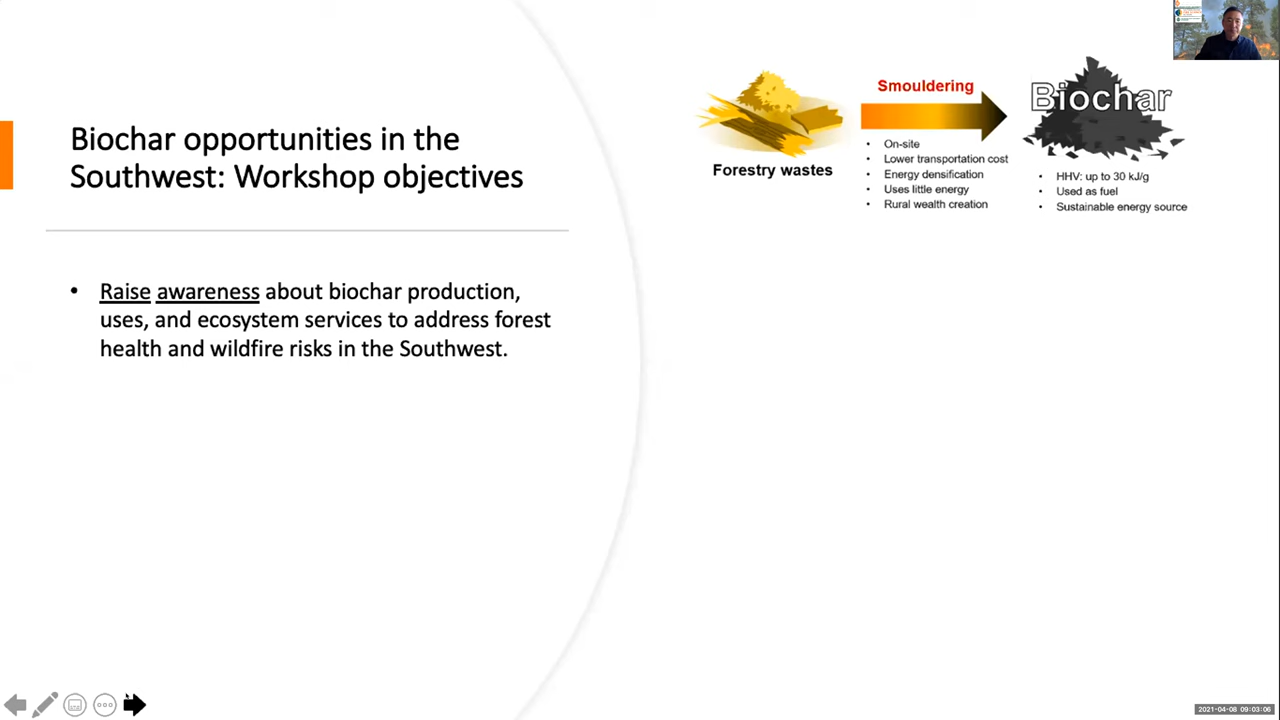 Biochar opportunities in the
Southwest: Workshop objectives
• Raise awareness about biochar production,
uses, and ecosystem services to address forest
health and wildfire risks in the Southwest.
Forestry wastes
Smouldering
• On-site
• Lower transportation cost
• Energy densification
• Uses little energy
• Rural wealth creation
Biochar
• HHV: up to 30 kJ/g
• Used as fuel
• Sustainable energy source
2021-04-08 09:03:06